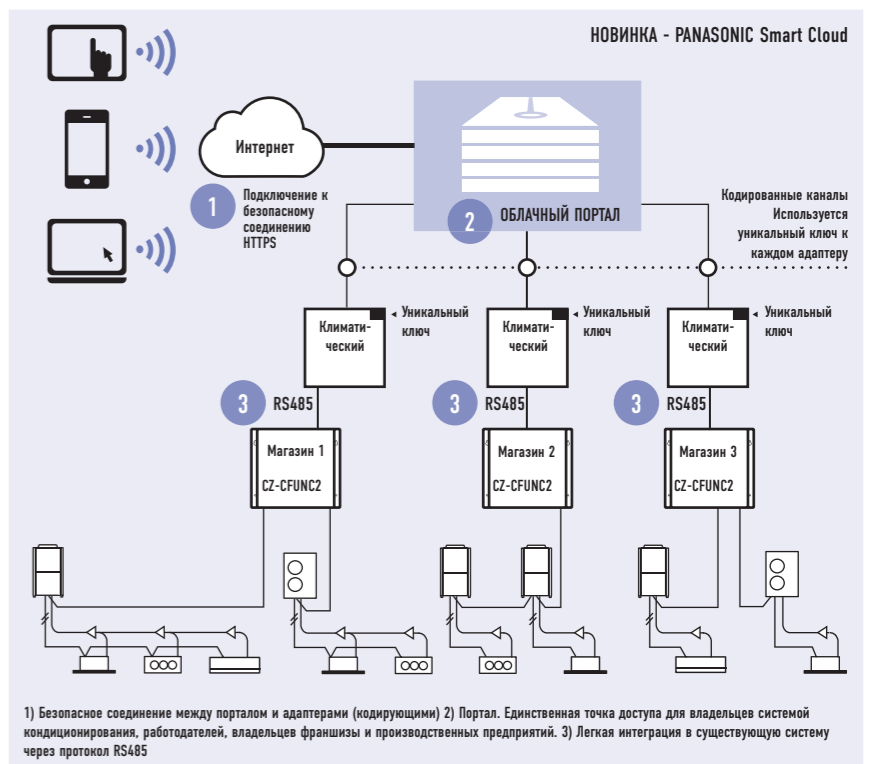 НОВИНКА - PANASONIC Smart Cloud
Интернет
1
Подключение к
безопасному
соединению
HTTPS
2
ОБЛАЧНЫЙ ПОРТАЛ
Кодированные каналы
Используется
уникальный ключ к
каждом адаптеру
Климати-
ческий
Уникальный
ключ
Климати-
ческий
Уникальный
ключ
Климати-
ческий
Уникальный
ключ
3
RS485
3
RS485
3
RS485
Магазин 1
CZ-CFUNC2
Магазин 2
CZ-CFUNC2
Магазин 3
CZ-CFUNC2
1) Безопасное соединение между порталом и адаптерами (кодирующими) 2) Портал. Единственная точка доступа для владельцев системой
кондиционирования, работодателей, владельцев франшизы и производственных предприятий. 3) Легкая интеграция в существующую систему
через протокол RS485